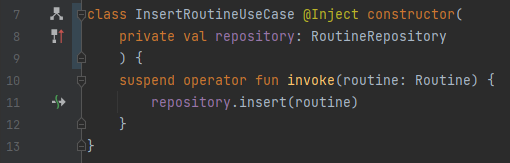 7 class InsertRoutineUseCase @Inject constructor(
8     private val repository: RoutineRepository
9     ) {
10     suspend operator fun invoke(routine: Routine) {
11         repository.insert(routine)
12     }
13 }